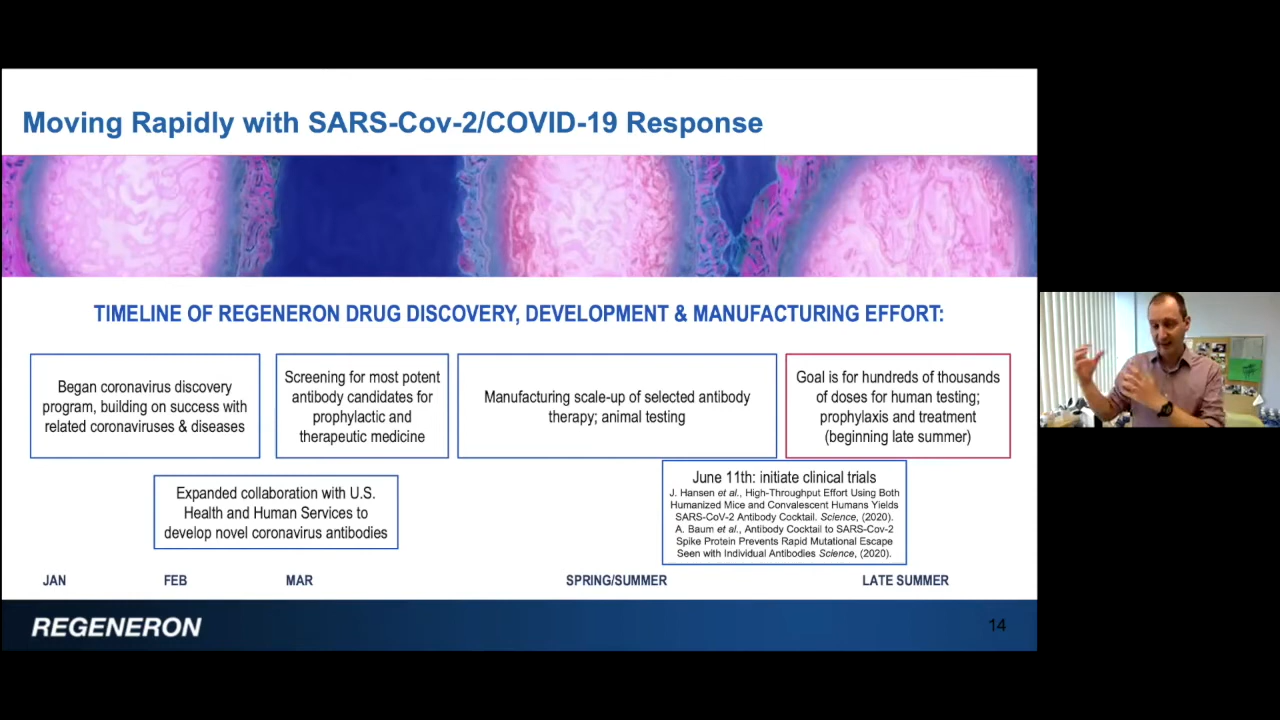 Moving Rapidly with SARS-Cov-2/COVID-19 Response
TIMELINE OF REGENERON DRUG DISCOVERY, DEVELOPMENT & MANUFACTURING EFFORT:
Began coronavirus discovery
program, building on success with
related coronaviruses & diseases
Screening for most potent
antibody candidates for
prophylactic and
therapeutic medicine
Manufacturing scale-up of selected antibody
therapy; animal testing
Goal is for hundreds of thousands
of doses for human testing;
prophylaxis and treatment
(beginning late summer)
Expanded collaboration with U.S.
Health and Human Services to
develop novel coronavirus antibodies
June 11th: initiate clinical trials
J. Hansen et al., High-Throughput Effort Using Both
Humanized Mice and Convalescent Humans Yields
SARS-CoV-2 Antibody Cocktail. Science, (2020).
A. Baum et al., Antibody Cocktail to SARS-Cov-2
Spike Protein Prevents Rapid Mutational Escape
Seen with Individual Antibodies Science, (2020).
JAN
FEB
MAR
SPRING/SUMMER
LATE SUMMER
REGENERON
14